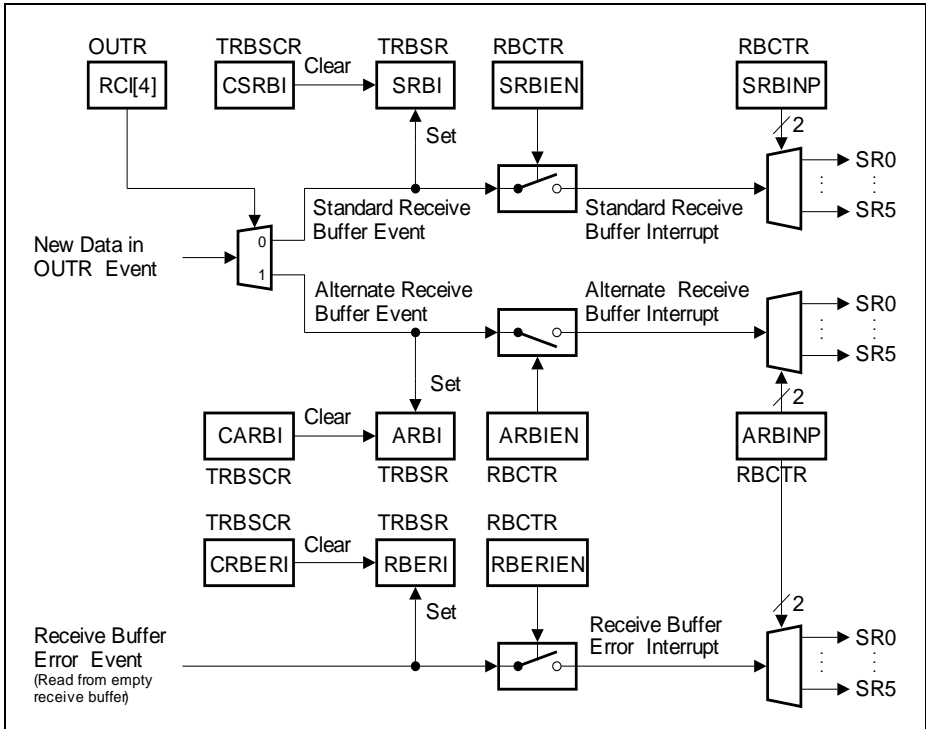 OUTR
TRBSCR
TRBSR
RBCTR
RBCTR
RCI[4]
CSRBI
Clear
SRBI
SRBIEN
SRBINP
Set
2
SR0
SR5
Standard Receive
Buffer Event
Standard Receive
Buffer Interrupt
New Data in
OUTR Event
0
1
Alternate Receive
Buffer Event
Alternate Receive
Buffer Interrupt
SR0
SR5
Set
2
CARBI
Clear
ARBI
ARBIEN
ARBINP
TRBSCR
TRBSR
RBCTR
RBCTR
TRBSCR
TRBSR
RBCTR
CRBERI
Clear
RBERI
RBERIEN
Set
2
Receive Buffer
Error Event
(Read from empty
receive buffer)
Receive Buffer
Error Interrupt
SR0
SR5